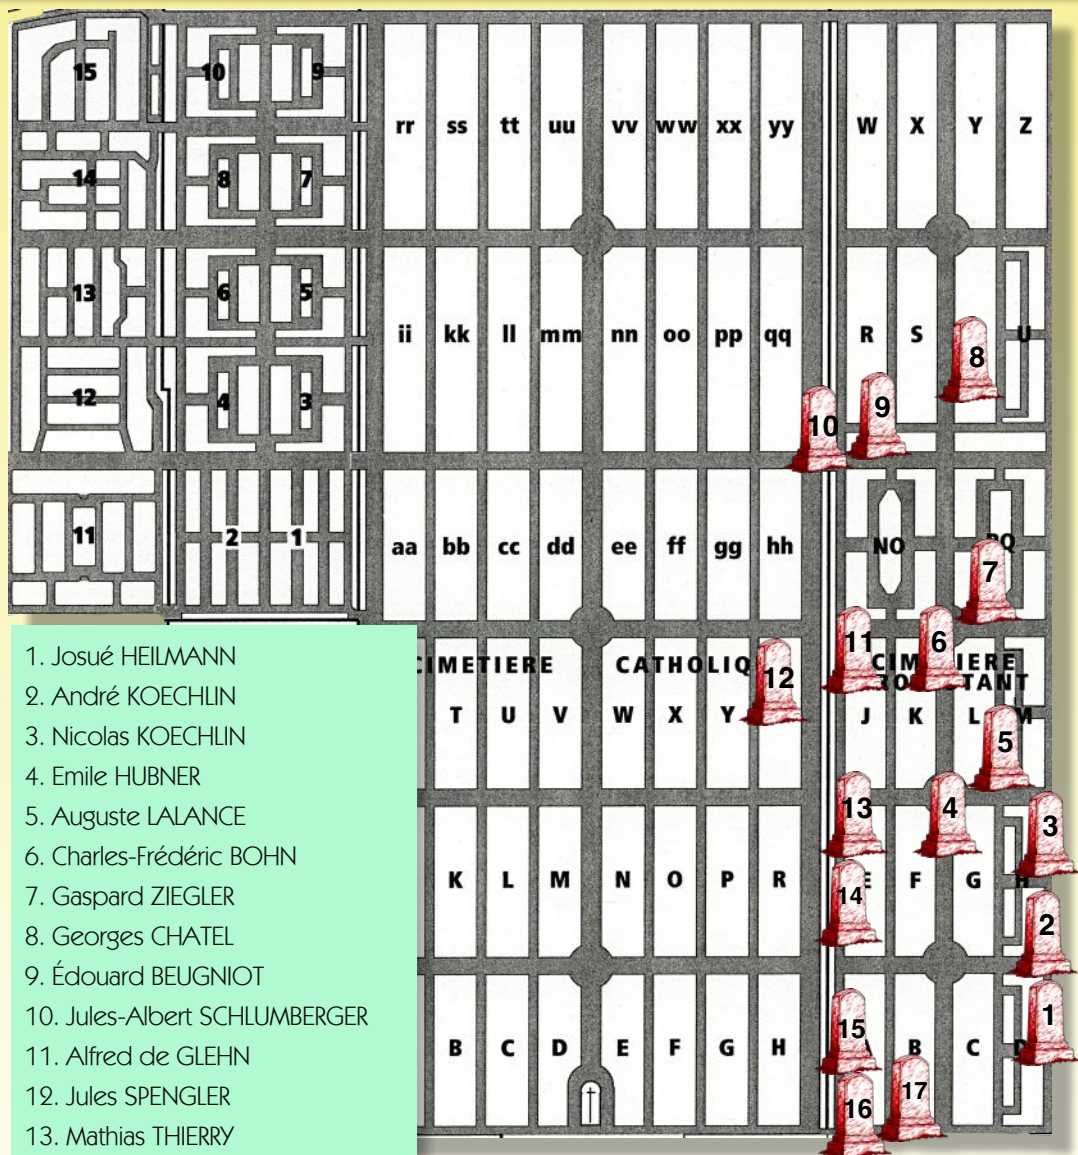 15 10 9
rr ss tt uu vv ww xx yy W X Y Z
14 8 7
13 6 5
ii kk ll mm nn oo pp qq R S U
8
12 4 3
10 9
11 2 1
aa bb cc dd ee ff gg hh NO PQ
7
11 6
CIMETIERE CATHOLIQ
12
T U V W X Y J K L M
5
13 4 3
K L M N O P R E F G H
14
2
1
15
B C D E F G H A B C D
17
16
1. Josué HEILMANN
2. André KOECHLIN
3. Nicolas KOECHLIN
4. Emile HUBNER
5. Auguste LALANCE
6. Charles-Frédéric BOHN
7. Gaspard ZIEGLER
8. Georges CHATEL
9. Édouard BEUGNIOT
10. Jules-Albert SCHLUMBERGER
11. Alfred de GLEHN
12. Jules SPENGLER
13. Mathias THIERRY